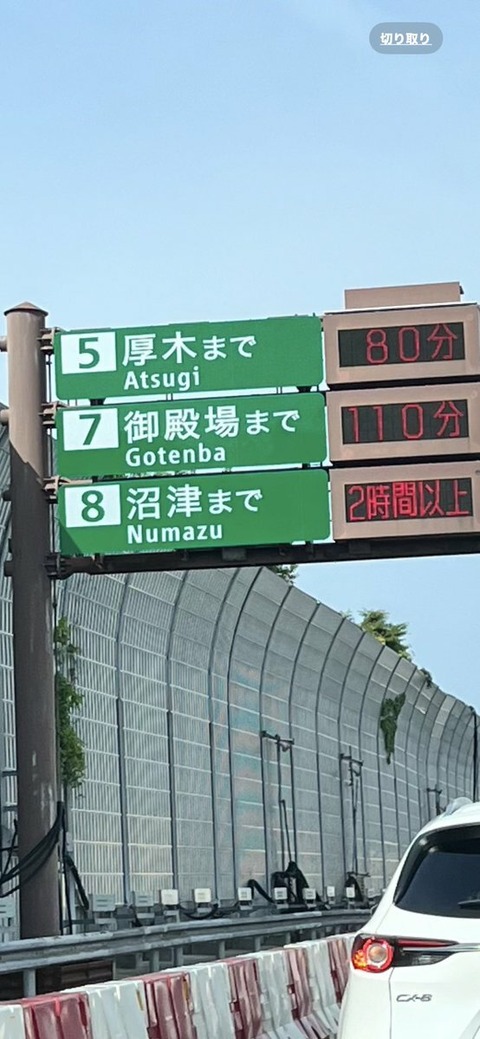 切り取り
5 厚木まで 80分
Atsugi
7 御殿場まで 110分
Gotenba
8 沼津まで 2時間以上
Numazu
CX-8